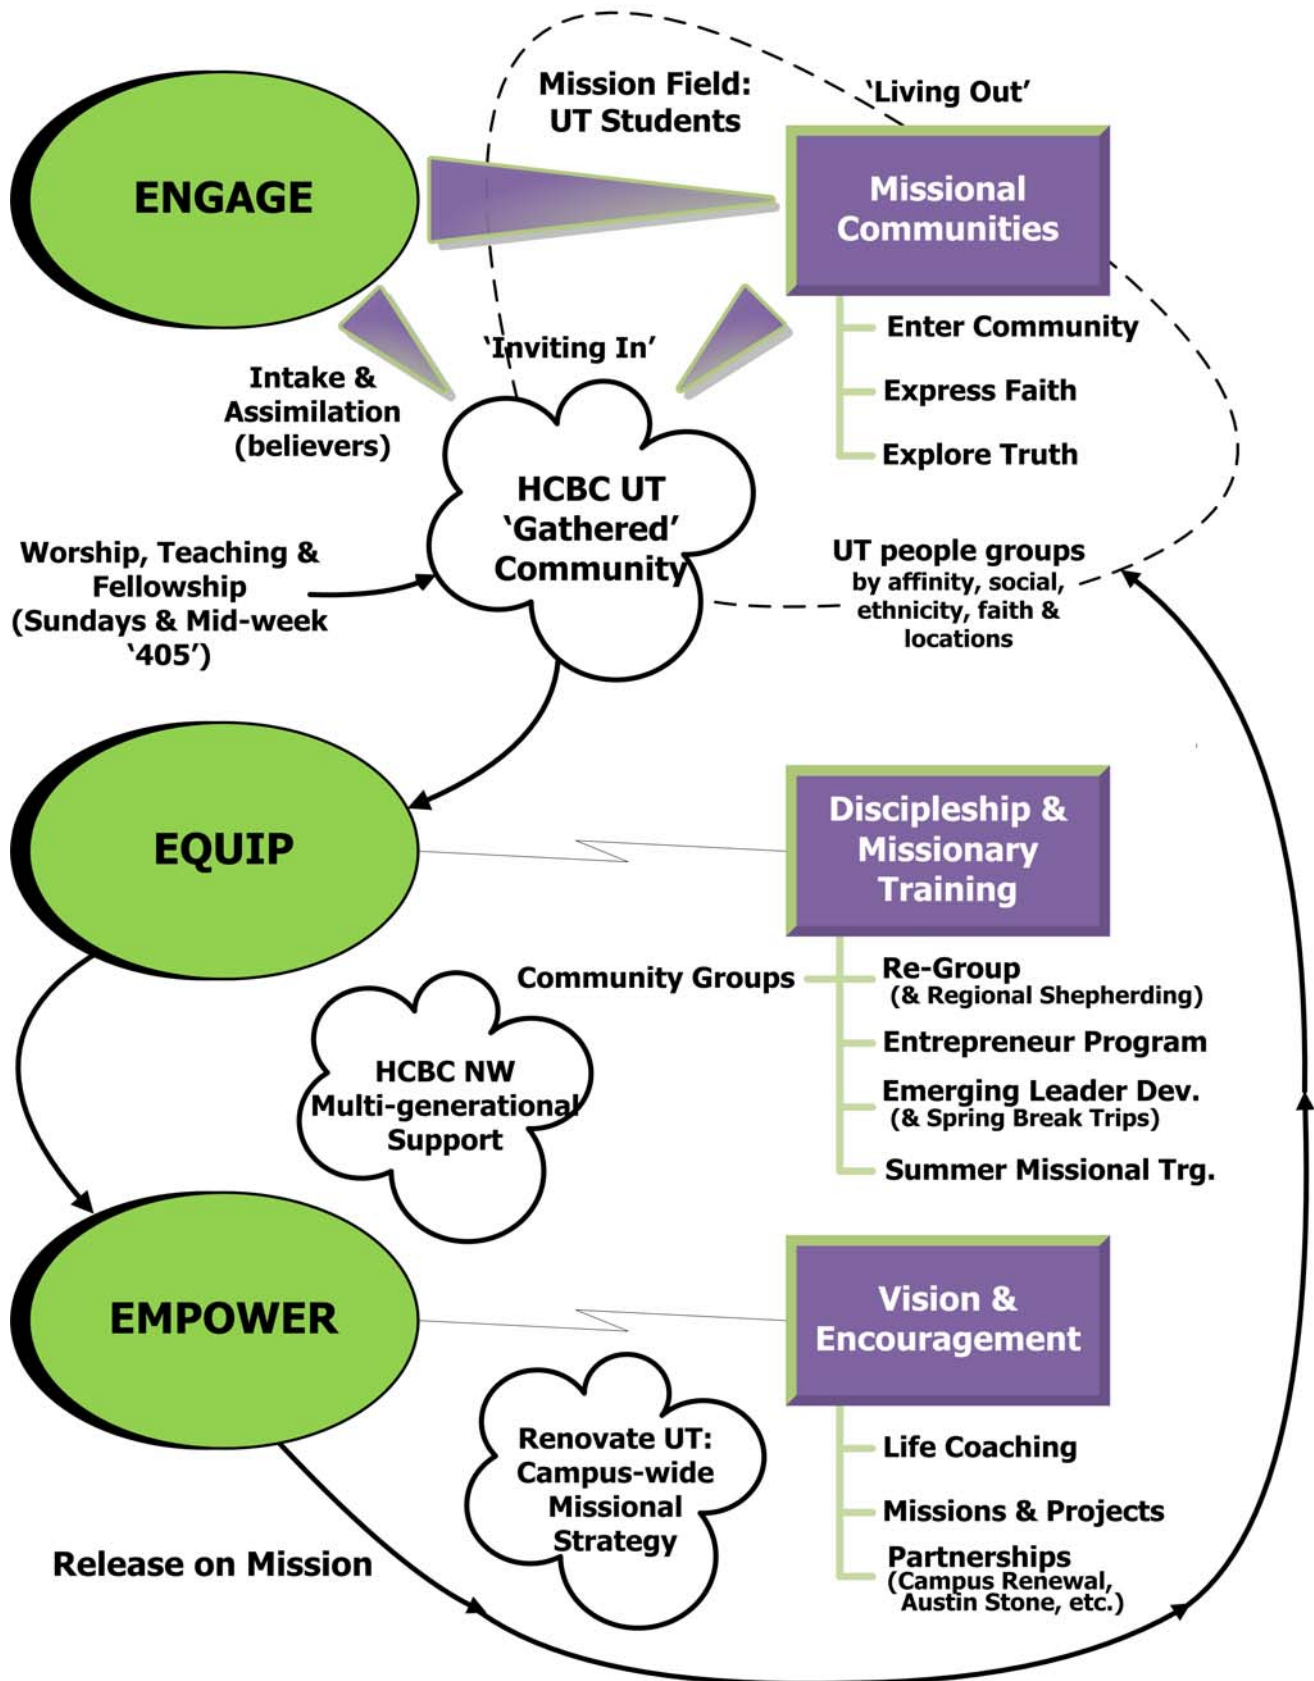 Mission Field:
UT Students
‘Living Out’
ENGAGE
Missional
Communities
Enter Community
Express Faith
Explore Truth
‘Inviting In’
Intake &
Assimilation
(believers)
HCBC UT
‘Gathered’
Community
Worship, Teaching &
Fellowship
(Sundays & Mid-week
‘405’)
UT people groups
by affinity, social,
ethnicity, faith &
locations
EQUIP
Discipleship &
Missionary
Training
Community Groups
Re-Group
(& Regional Shepherding)
Entrepreneur Program
Emerging Leader Dev.
(& Spring Break Trips)
Summer Missional Trg.
HCBC NW
Multi-generational
Support
EMPOWER
Vision &
Encouragement
Life Coaching
Missions & Projects
Partnerships
(Campus Renewal,
Austin Stone, etc.)
Renovate UT:
Campus-wide
Missional
Strategy
Release on Mission